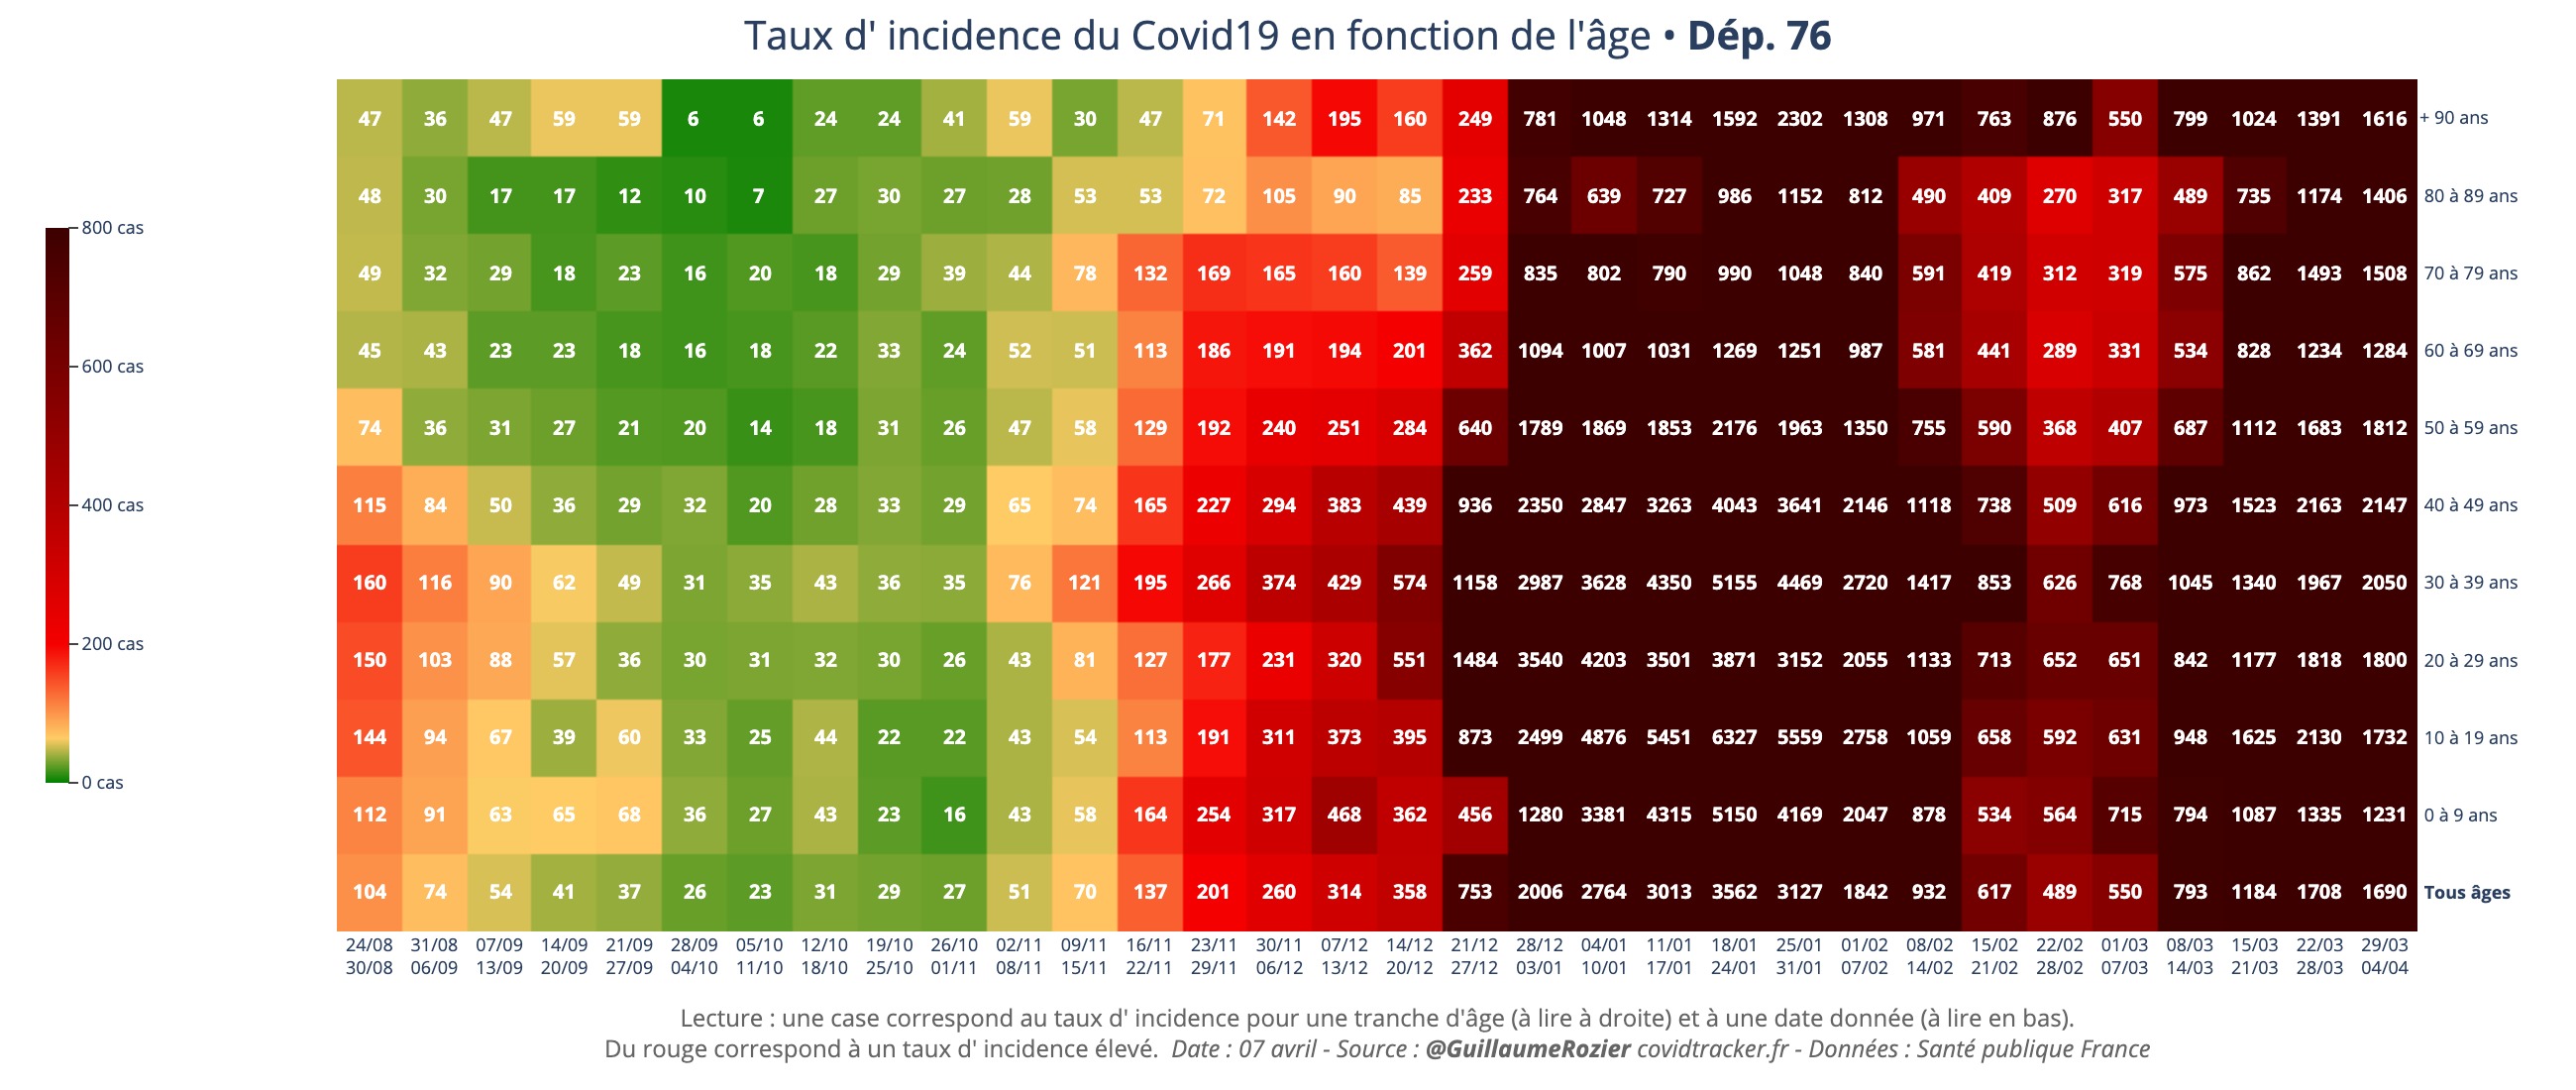 Taux d' incidence du Covid19 en fonction de l'âge • Dép. 76
47 36 47 59 59 6 6 24 24 41 59 30 47 71 142 195 160 249 781 1048 1314 1592 2302 1308 971 763 876 550 799 1024 1391 1616 + 90 ans
48 30 17 17 12 10 7 27 30 27 28 53 53 72 105 90 85 233 764 639 727 986 1152 812 490 409 270 317 489 735 1174 1406 80 à 89 ans
800 cas
49 32 29 18 23 16 20 18 29 39 44 78 132 169 165 160 139 259 835 802 790 990 1048 840 591 419 312 319 575 862 1493 1508 70 à 79 ans
45 43 23 23 18 16 18 22 33 24 52 51 113 186 191 194 201 362 1094 1007 1031 1269 1251 987 581 441 289 331 534 828 1234 1284 60 à 69 ans
600 cas
74 36 31 27 21 20 14 18 31 26 47 58 129 192 240 251 284 640 1789 1869 1853 2176 1963 1350 755 590 368 407 687 1112 1683 1812 50 à 59 ans
400 cas
115 84 50 36 29 32 20 28 33 29 65 74 165 227 294 383 439 936 2350 2847 3263 4043 3641 2146 1118 738 509 616 973 1523 2163 2147 40 à 49 ans
160 116 90 62 49 31 35 43 36 35 76 121 195 266 374 429 574 1158 2987 3628 4350 5155 4469 2720 1417 853 626 768 1045 1340 1967 2050 30 à 39 ans
200 cas
150 103 88 57 36 30 31 32 30 26 43 81 127 177 231 320 551 1484 3540 4203 3501 3871 3152 2055 1133 713 652 651 842 1177 1818 1800 20 à 29 ans
144 94 67 39 60 33 25 44 22 22 43 54 113 191 311 373 395 873 2499 4876 5451 6327 5559 2758 1059 658 592 631 948 1625 2130 1732 10 à 19 ans
0 cas
112 91 63 65 68 36 27 43 23 16 43 58 164 254 317 468 362 456 1280 3381 4315 5150 4169 2047 878 534 564 715 794 1087 1335 1231 0 à 9 ans
104 74 54 41 37 26 23 31 29 27 51 70 137 201 260 314 358 753 2006 2764 3013 3562 3127 1842 932 617 489 550 793 1184 1708 1690 Tous âges
24/08 31/08 07/09 14/09 21/09 28/09 05/10 12/10 19/10 26/10 02/11 09/11 16/11 23/11 30/11 07/12 14/12 21/12 28/12 04/01 11/01 18/01 25/01 01/02 08/02 15/02 22/02 01/03 08/03 15/03 22/03 29/03
30/08 06/09 13/09 20/09 27/09 04/10 11/10 18/10 25/10 01/11 08/11 15/11 22/11 29/11 06/12 13/12 20/12 27/12 03/01 10/01 17/01 24/01 31/01 07/02 14/02 21/02 28/02 07/03 14/03 21/03 28/03 04/04
Lecture : une case correspond au taux d' incidence pour une tranche d'âge (à lire à droite) et à une date donnée (à lire en bas).
Du rouge correspond à un taux d' incidence élevé. Date : 07 avril - Source : @GuillaumeRozier covidtracker.fr - Données : Santé publique France